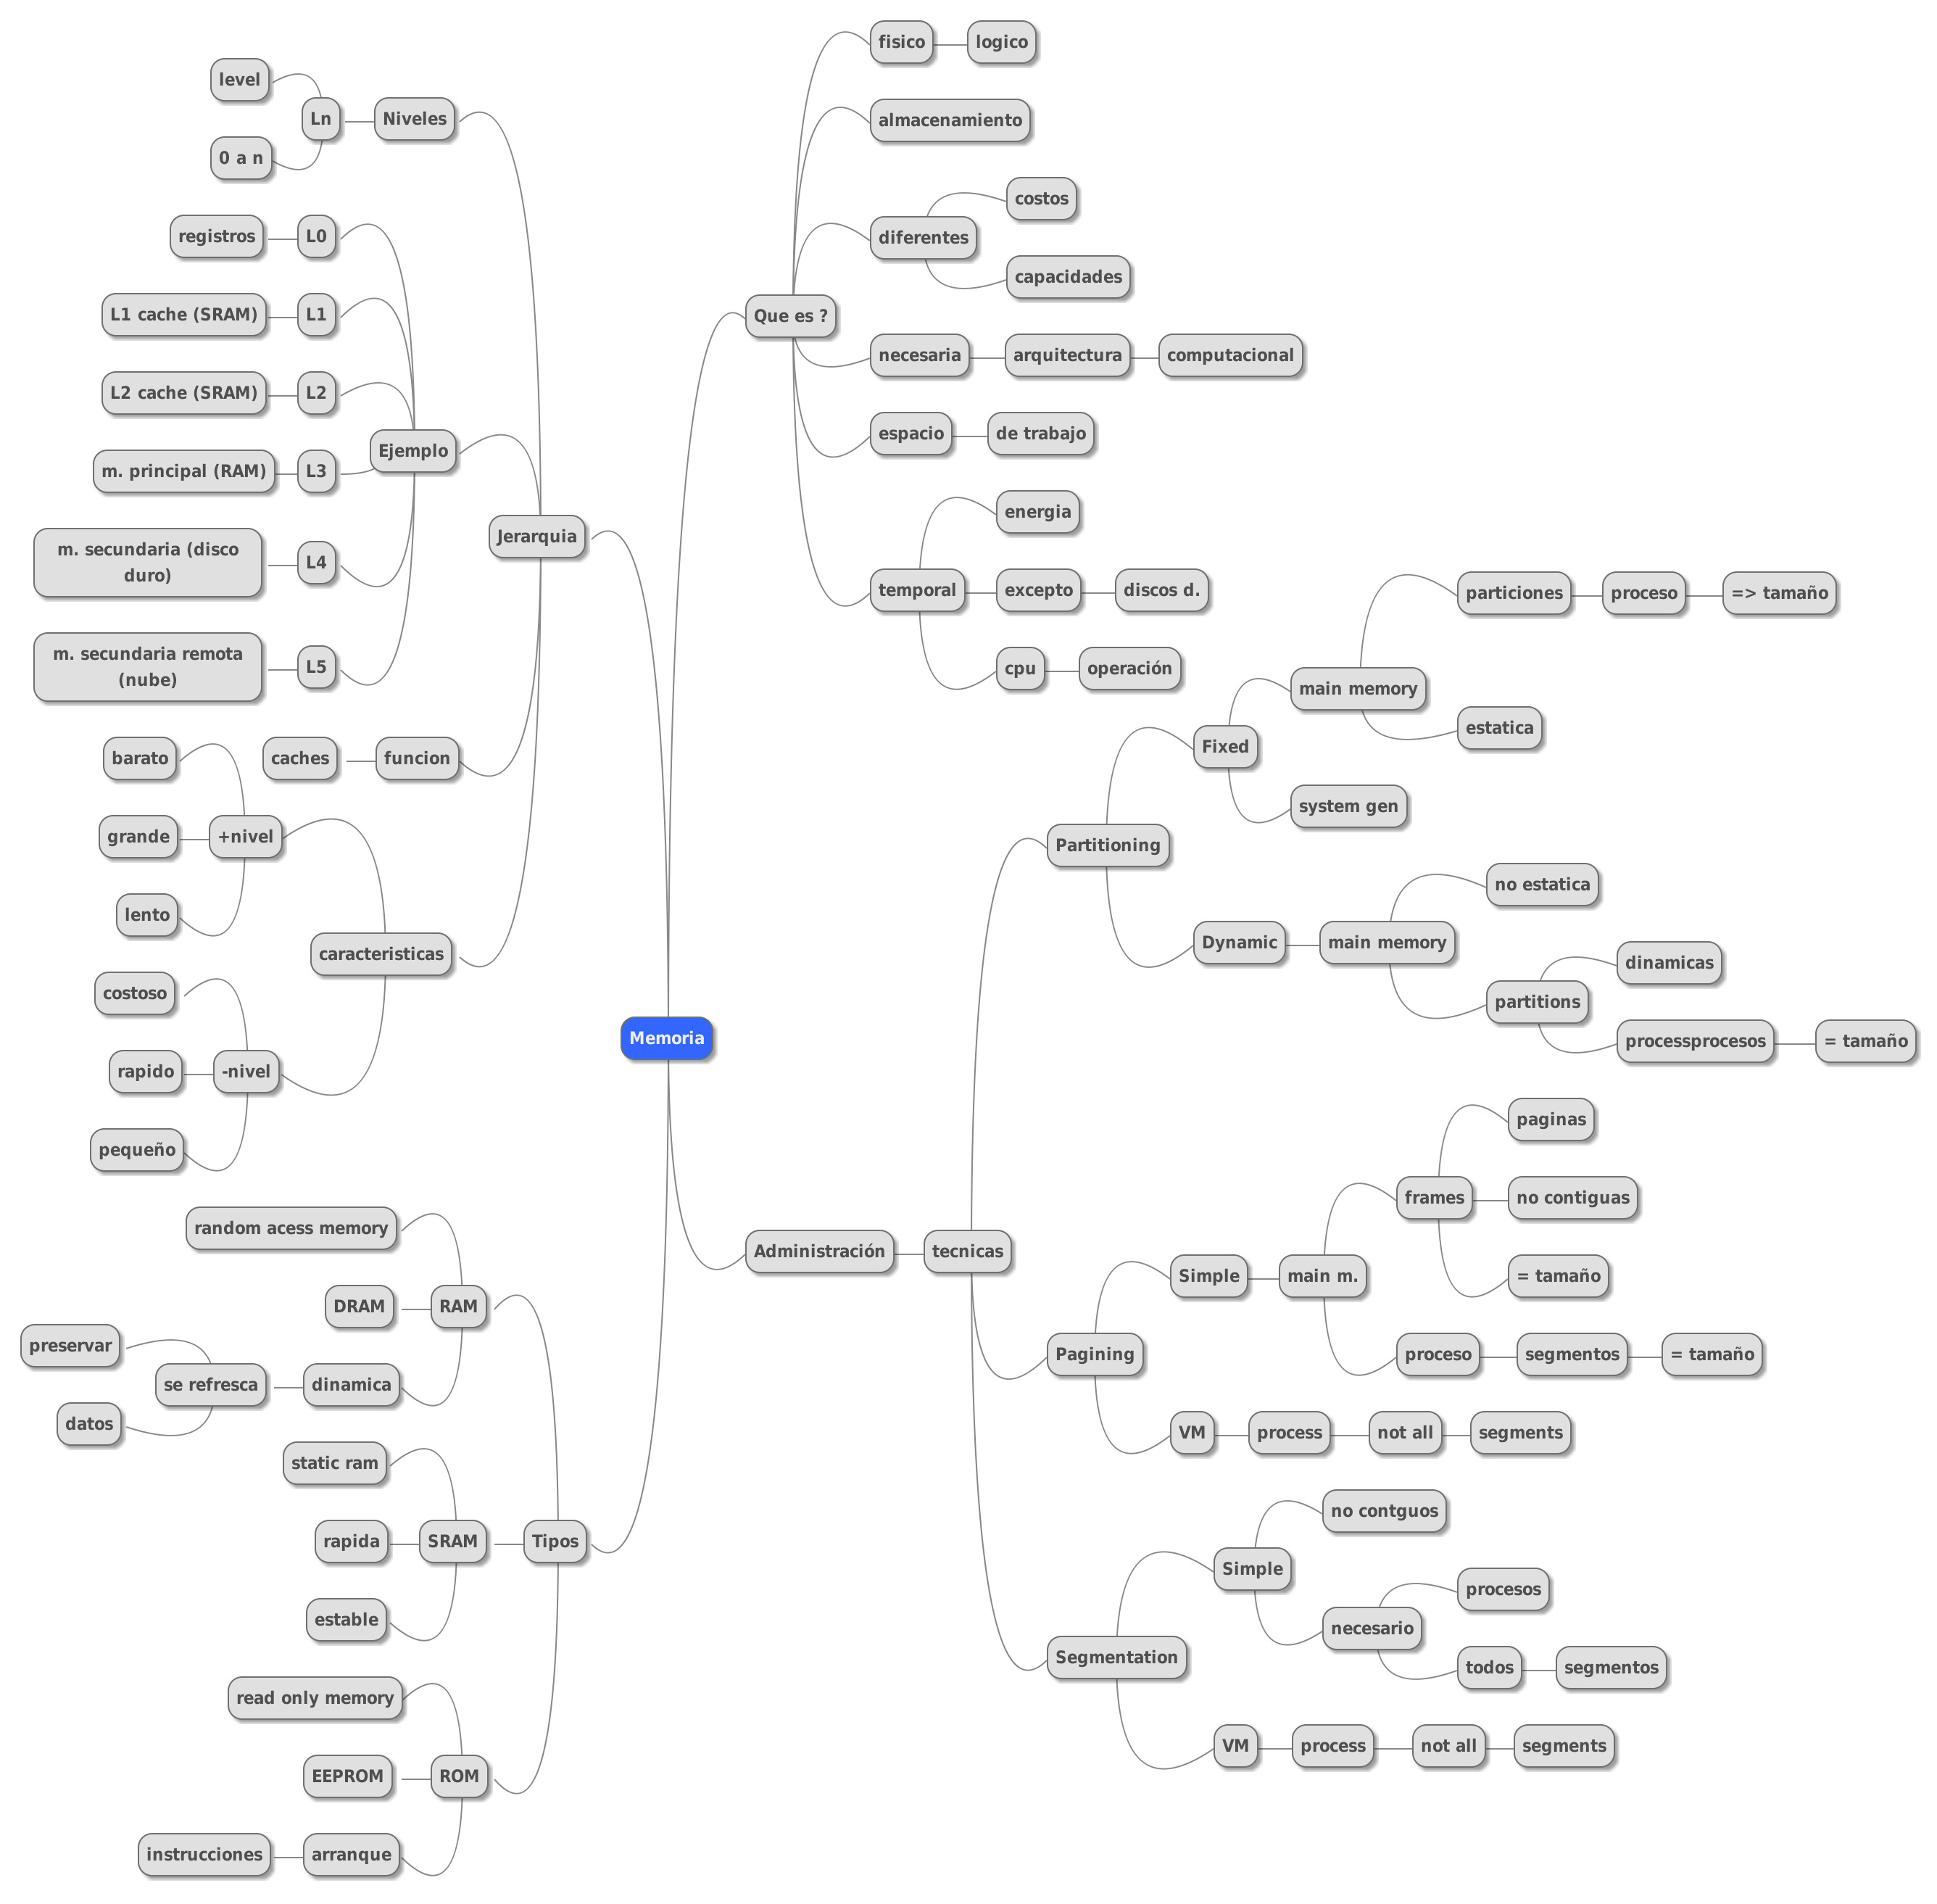 Memoria
Que es ?
fisico
logico
almacenamiento
diferentes
costos
capacidades
necesaria
arquitectura
computacional
espacio
de trabajo
temporal
energia
excepto
discos d.
cpu
operación
Administración
tecnicas
Partitioning
Fixed
main memory
particiones
proceso
=> tamaño
estatica
system gen
Dynamic
main memory
no estatica
partitions
dinamicas
processprocesos
= tamaño
Pagining
Simple
main m.
frames
paginas
no contiguas
= tamaño
proceso
segmentos
= tamaño
VM
process
not all
segments
Segmentation
Simple
no contguos
necesario
procesos
todos
segmentos
VM
process
not all
segments
Jerarquia
Niveles
Ln
level
0 a n
Ejemplo
L0
registros
L1
L1 cache (SRAM)
L2
L2 cache (SRAM)
L3
m. principal (RAM)
L4
m. secundaria (disco
duro)
L5
m. secundaria remota
(nube)
funcion
caches
caracteristicas
+nivel
barato
grande
lento
-nivel
costoso
rapido
pequeño
Tipos
RAM
random acess memory
DRAM
dinamica
se refresca
preservar
datos
SRAM
static ram
rapida
estable
ROM
read only memory
EEPROM
arranque
instrucciones